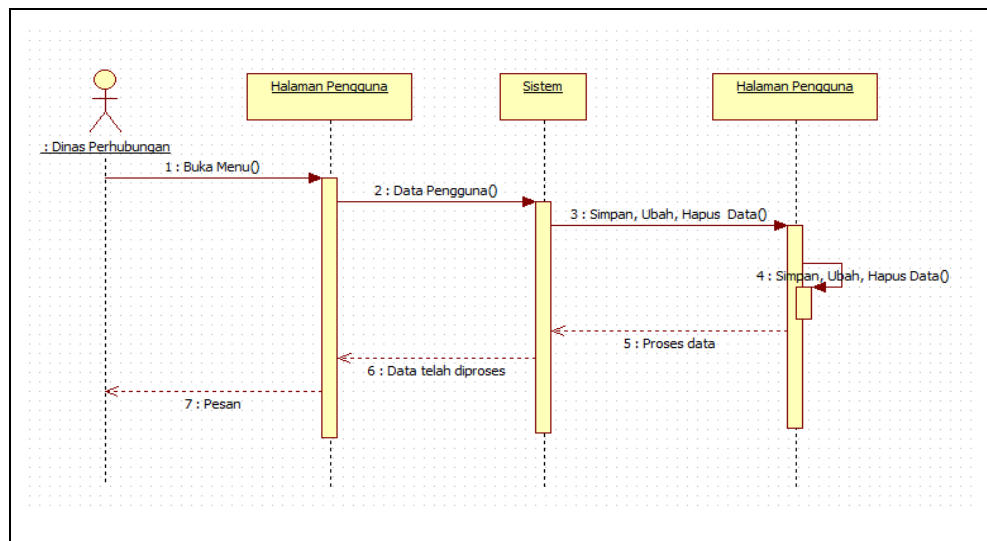 Halaman Pengguna
Sistem
Halaman Pengguna
: Dinas Perhubungan
1 : Buka Menu()
2 : Data Pengguna()
3 : Simpan, Ubah, Hapus Data()
4 : Simpan, Ubah, Hapus Data()
5 : Proses data
6 : Data telah diproses
7 : Pesan